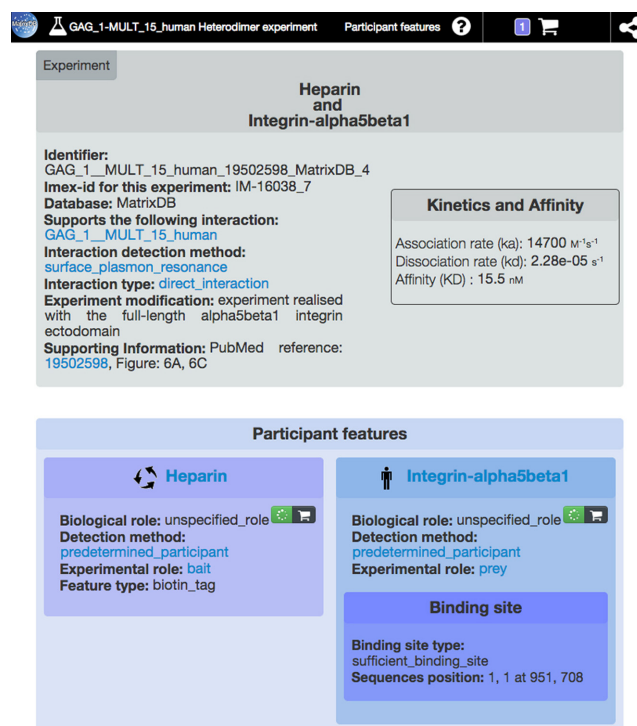 GAG_1-MULT_15_human Heterodimer experiment Participant features ? 1
Experiment
Heparin
and
Integrin-alpha5beta1
Identifier:
GAG_1__MULT_15_human_19502598_MatrixDB_4
Imex-id for this experiment: IM-16038_7
Database: MatrixDB
Supports the following interaction:
GAG_1__MULT_15_human
Interaction detection method:
surface_plasmon_resonance
Interaction type: direct_interaction
Experiment modification: experiment realised
with the full-length alpha5beta1 integrin
ectodomain
Supporting Information: PubMed reference:
19502598, Figure: 6A, 6C
Kinetics and Affinity
Association rate (ka): 14700 M⁻¹s⁻¹
Dissociation rate (kd): 2.28e-05 s⁻¹
Affinity (KD) : 15.5 nM
Participant features
Heparin
Biological role: unspecified_role
Detection method:
predetermined_participant
Experimental role: bait
Feature type: biotin_tag
Integrin-alpha5beta1
Biological role: unspecified_role
Detection method:
predetermined_participant
Experimental role: prey
Binding site
Binding site type:
sufficient_binding_site
Sequences position: 1, 1 at 951, 708